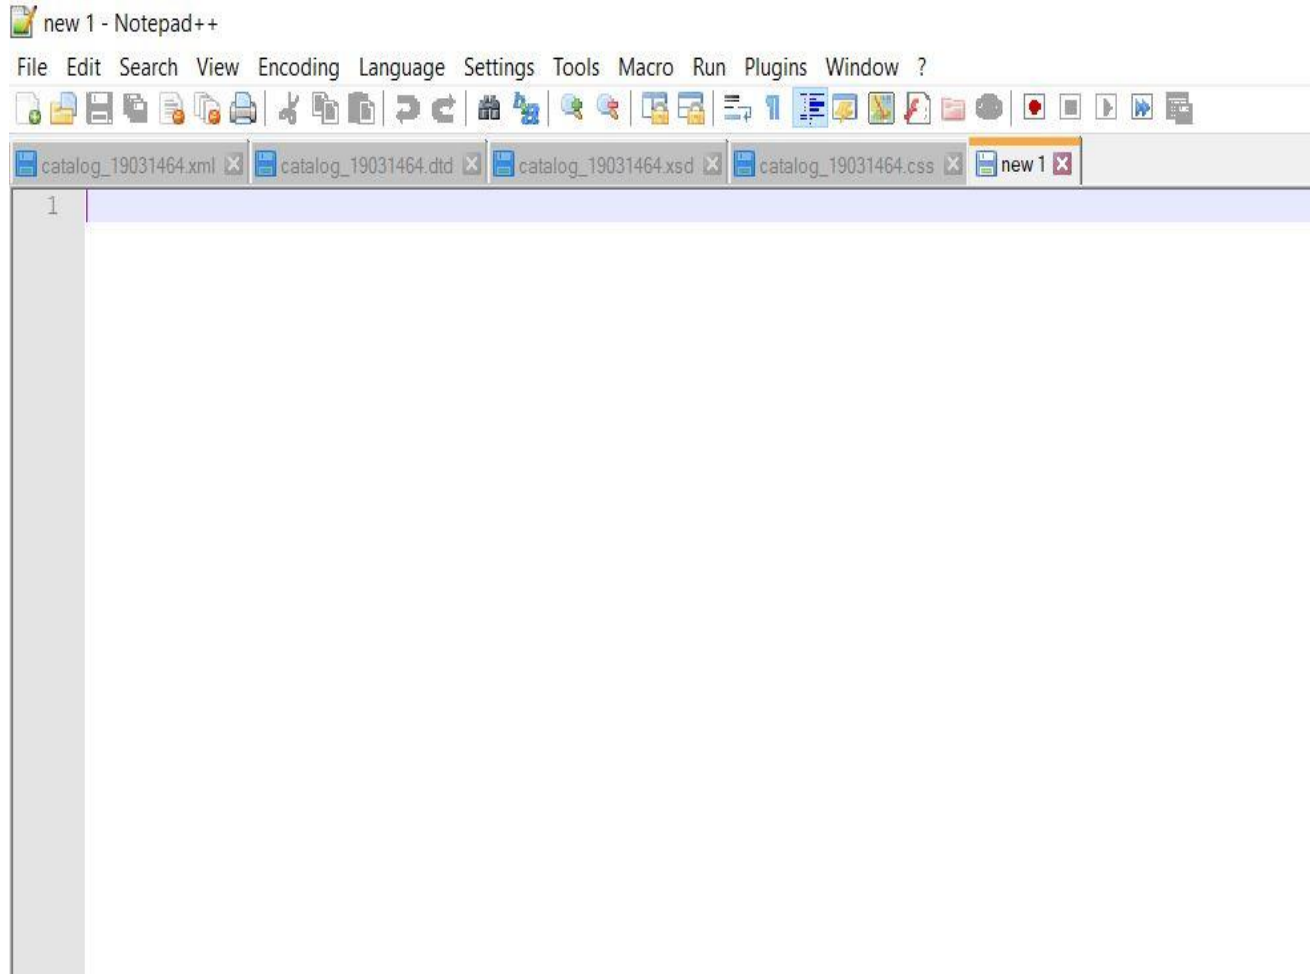 new 1 - Notepad++
File Edit Search View Encoding Language Settings Tools Macro Run Plugins Window ?
catalog_19031464.xml catalog_19031464.dtd catalog_19031464.xsd catalog_19031464.css new 1
1